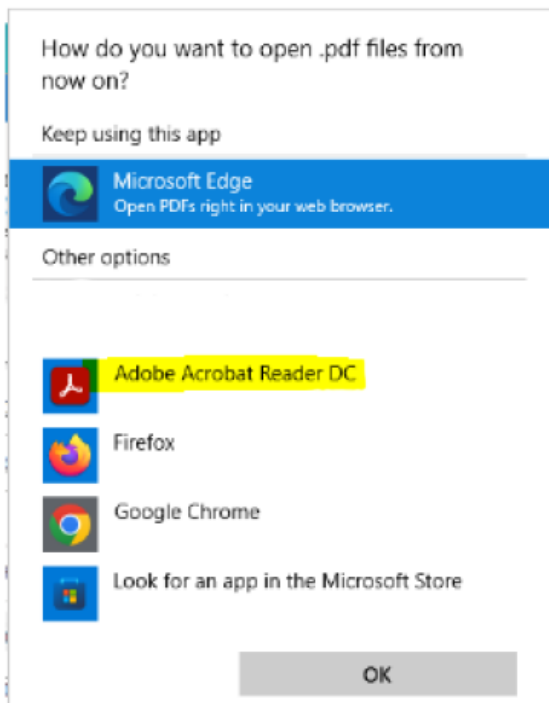 How do you want to open .pdf files from
now on?
Keep using this app
Microsoft Edge
Open PDFs right in your web browser.
Other options
Adobe Acrobat Reader DC
Firefox
Google Chrome
Look for an app in the Microsoft Store
OK